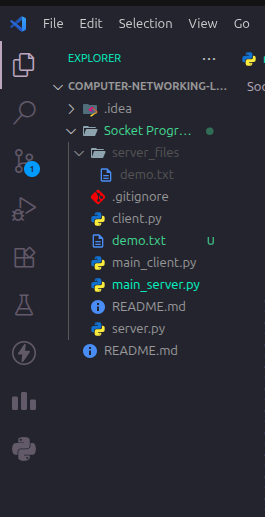 File Edit Selection View Go
EXPLORER ...
COMPUTER-NETWORKING-L...
.idea
Socket Progr...
server_files
demo.txt
.gitignore
client.py
demo.txt U
main_client.py
main_server.py
README.md
server.py
README.md
Soc
1